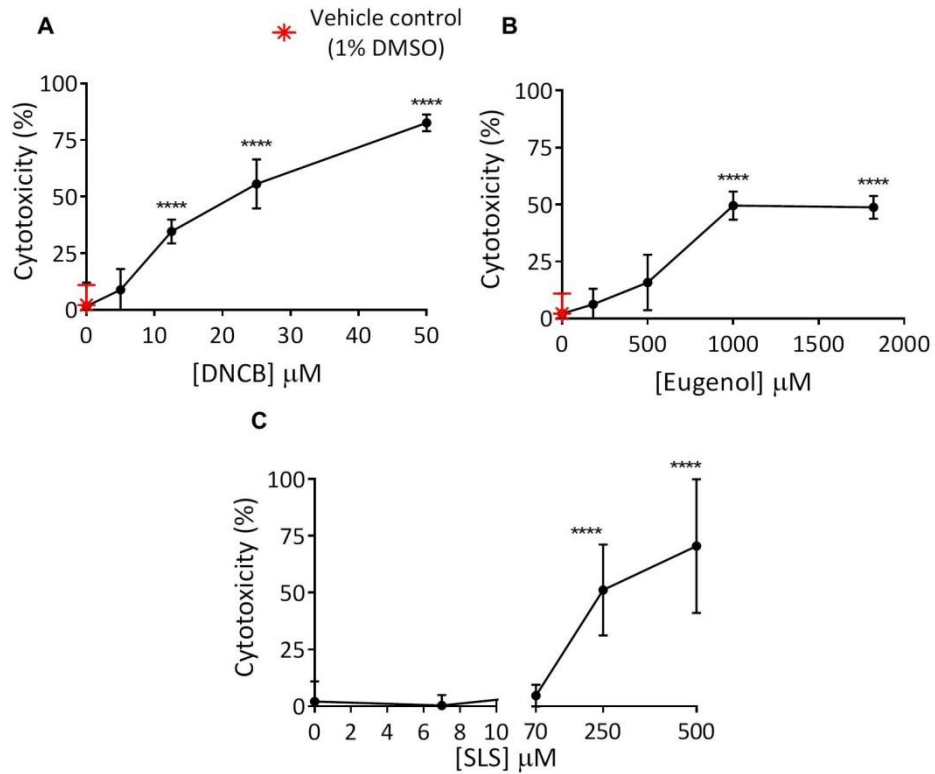 A
Vehicle control
(1% DMSO)
B
Cytotoxicity (%)
100
75
50
25
0
****
****
****
0 10 20 30 40 50
[DNCB] μM
Cytotoxicity (%)
100
75
50
25
0
****
****
0 500 1000 1500 2000
[Eugenol] μM
C
Cytotoxicity (%)
100
75
50
25
0
****
****
0 2 4 6 8 10 70 250 500
[SLS] μM